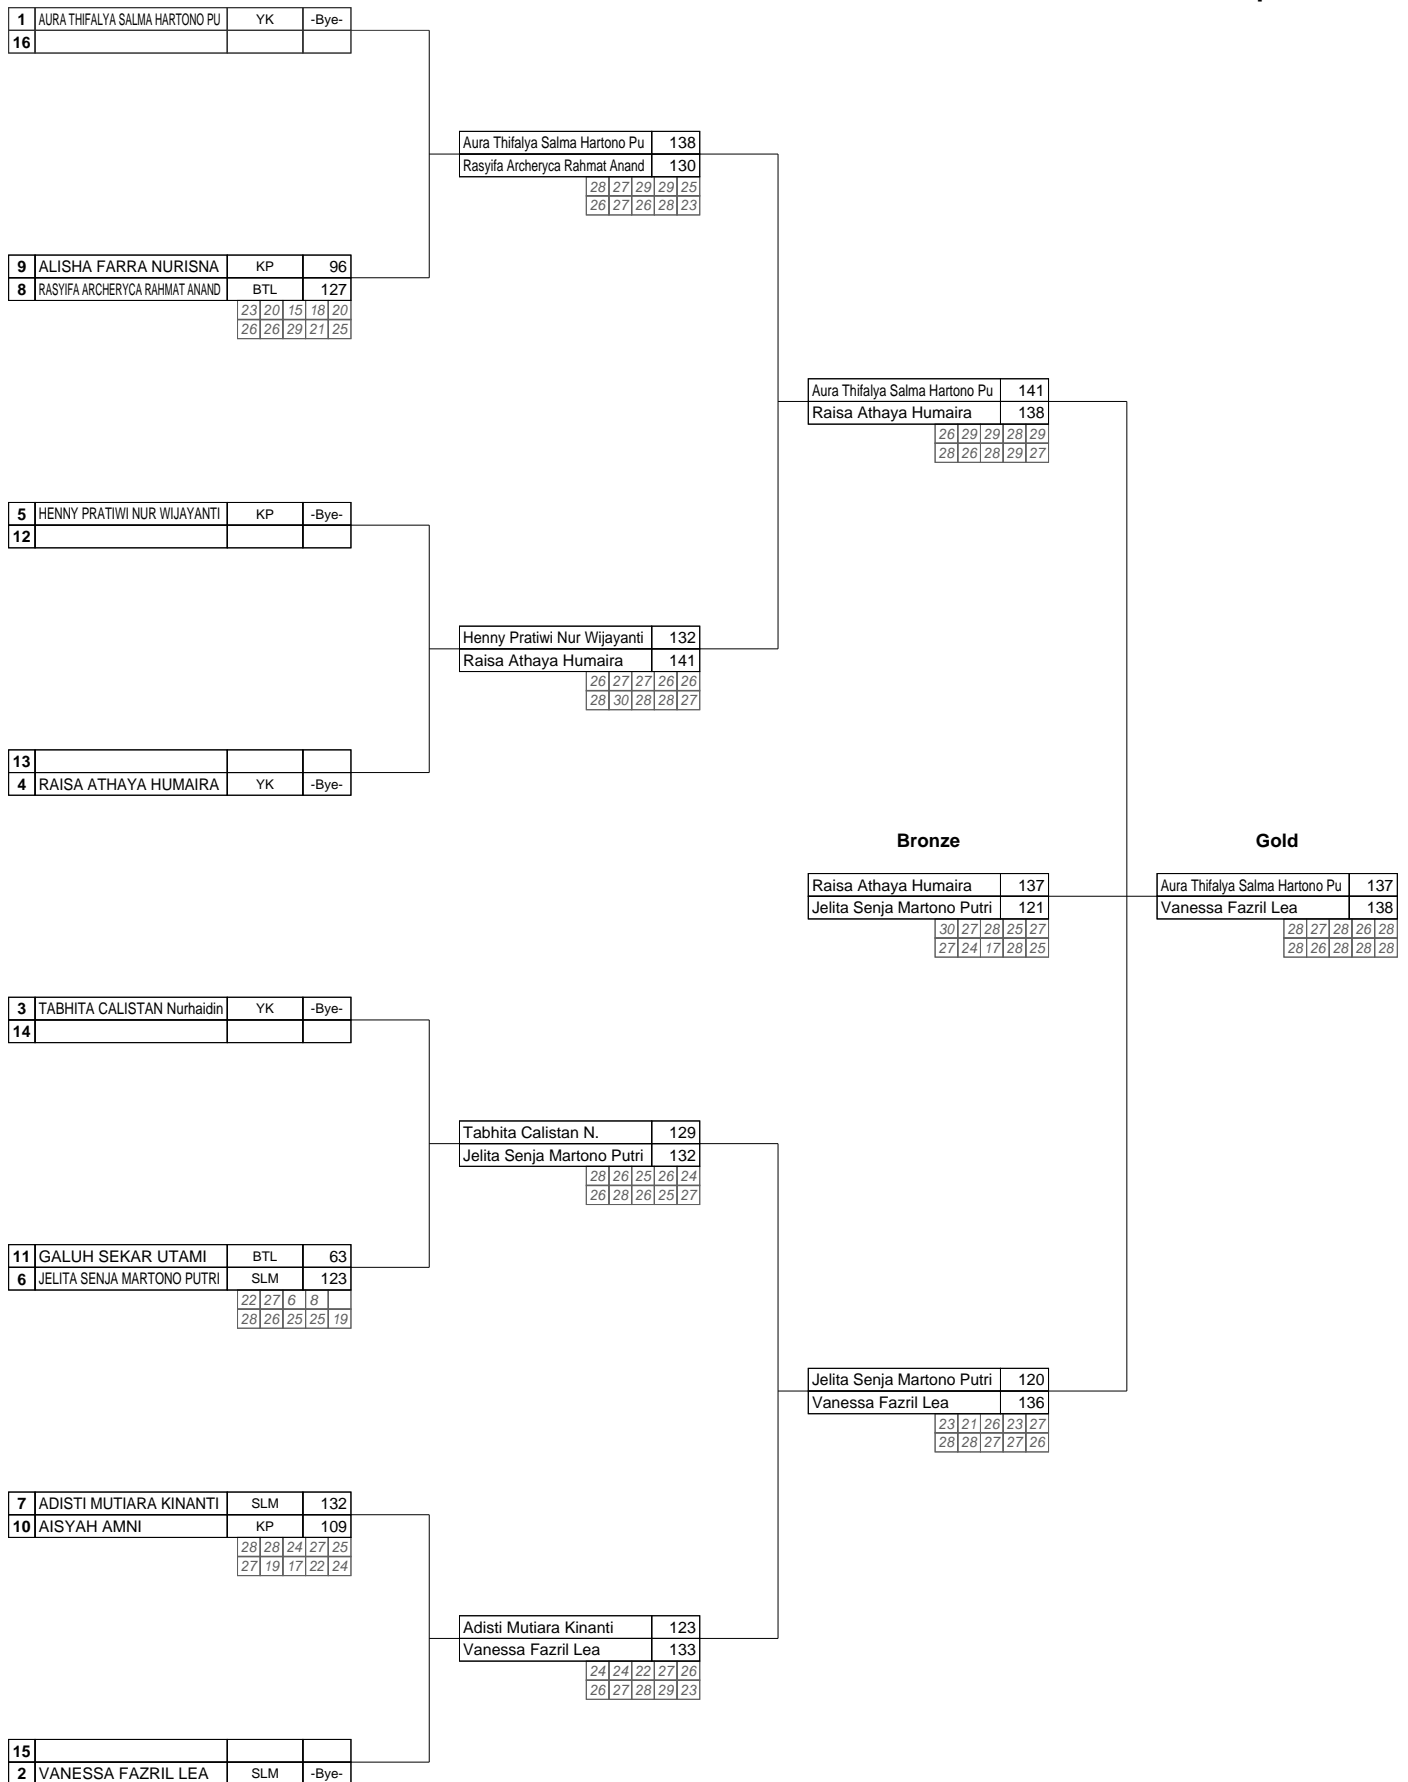 1 AURA THIFALYA SALMA HARTONO PU YK -Bye-
16
Aura Thifalya Salma Hartono Pu 138
Rasyifa Archeryca Rahmat Anand 130
28 27 29 29 25
26 27 26 28 23
9 ALISHA FARRA NURISNA KP 96
8 RASYIFA ARCHERYCA RAHMAT ANAND BTL 127
23 20 15 18 20
26 26 29 21 25
Aura Thifalya Salma Hartono Pu 141
Raisa Athaya Humaira 138
26 29 29 28 29
28 26 28 29 27
5 HENNY PRATIWI NUR WIJAYANTI KP -Bye-
12
Henny Pratiwi Nur Wijayanti 132
Raisa Athaya Humaira 141
26 27 27 26 26
28 30 28 28 27
13
4 RAISA ATHAYA HUMAIRA YK -Bye-
Bronze Gold
Raisa Athaya Humaira 137 Aura Thifalya Salma Hartono Pu 137
Jelita Senja Martono Putri 121 Vanessa Fazril Lea 138
30 27 28 25 27 28 27 28 26 28
27 24 17 28 25 28 26 28 28 28
3 TABHITA CALISTAN Nurhaidin YK -Bye-
14
Tabhita Calistan N. 129
Jelita Senja Martono Putri 132
28 26 25 26 24
26 28 26 25 27
11 GALUH SEKAR UTAMI BTL 63
6 JELITA SENJA MARTONO PUTRI SLM 123
22 27 6 8
28 26 25 25 19
Jelita Senja Martono Putri 120
Vanessa Fazril Lea 136
23 21 26 23 27
28 28 27 27 26
7 ADISTI MUTIARA KINANTI SLM 132
10 AISYAH AMNI KP 109
28 28 24 27 25
27 19 17 22 24
Adisti Mutiara Kinanti 123
Vanessa Fazril Lea 133
24 24 22 27 26
26 27 28 29 23
15
2 VANESSA FAZRIL LEA SLM -Bye-